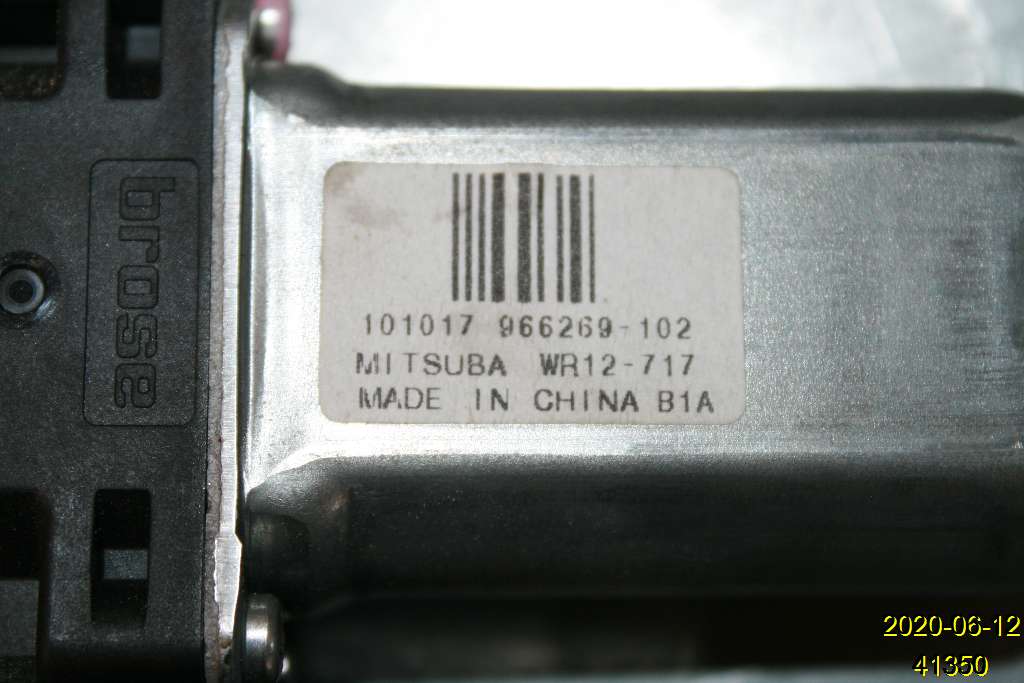 brose
101017 966269-102
MITSUBA WR12-717
MADE IN CHINA B1A
2020-06-12
41350